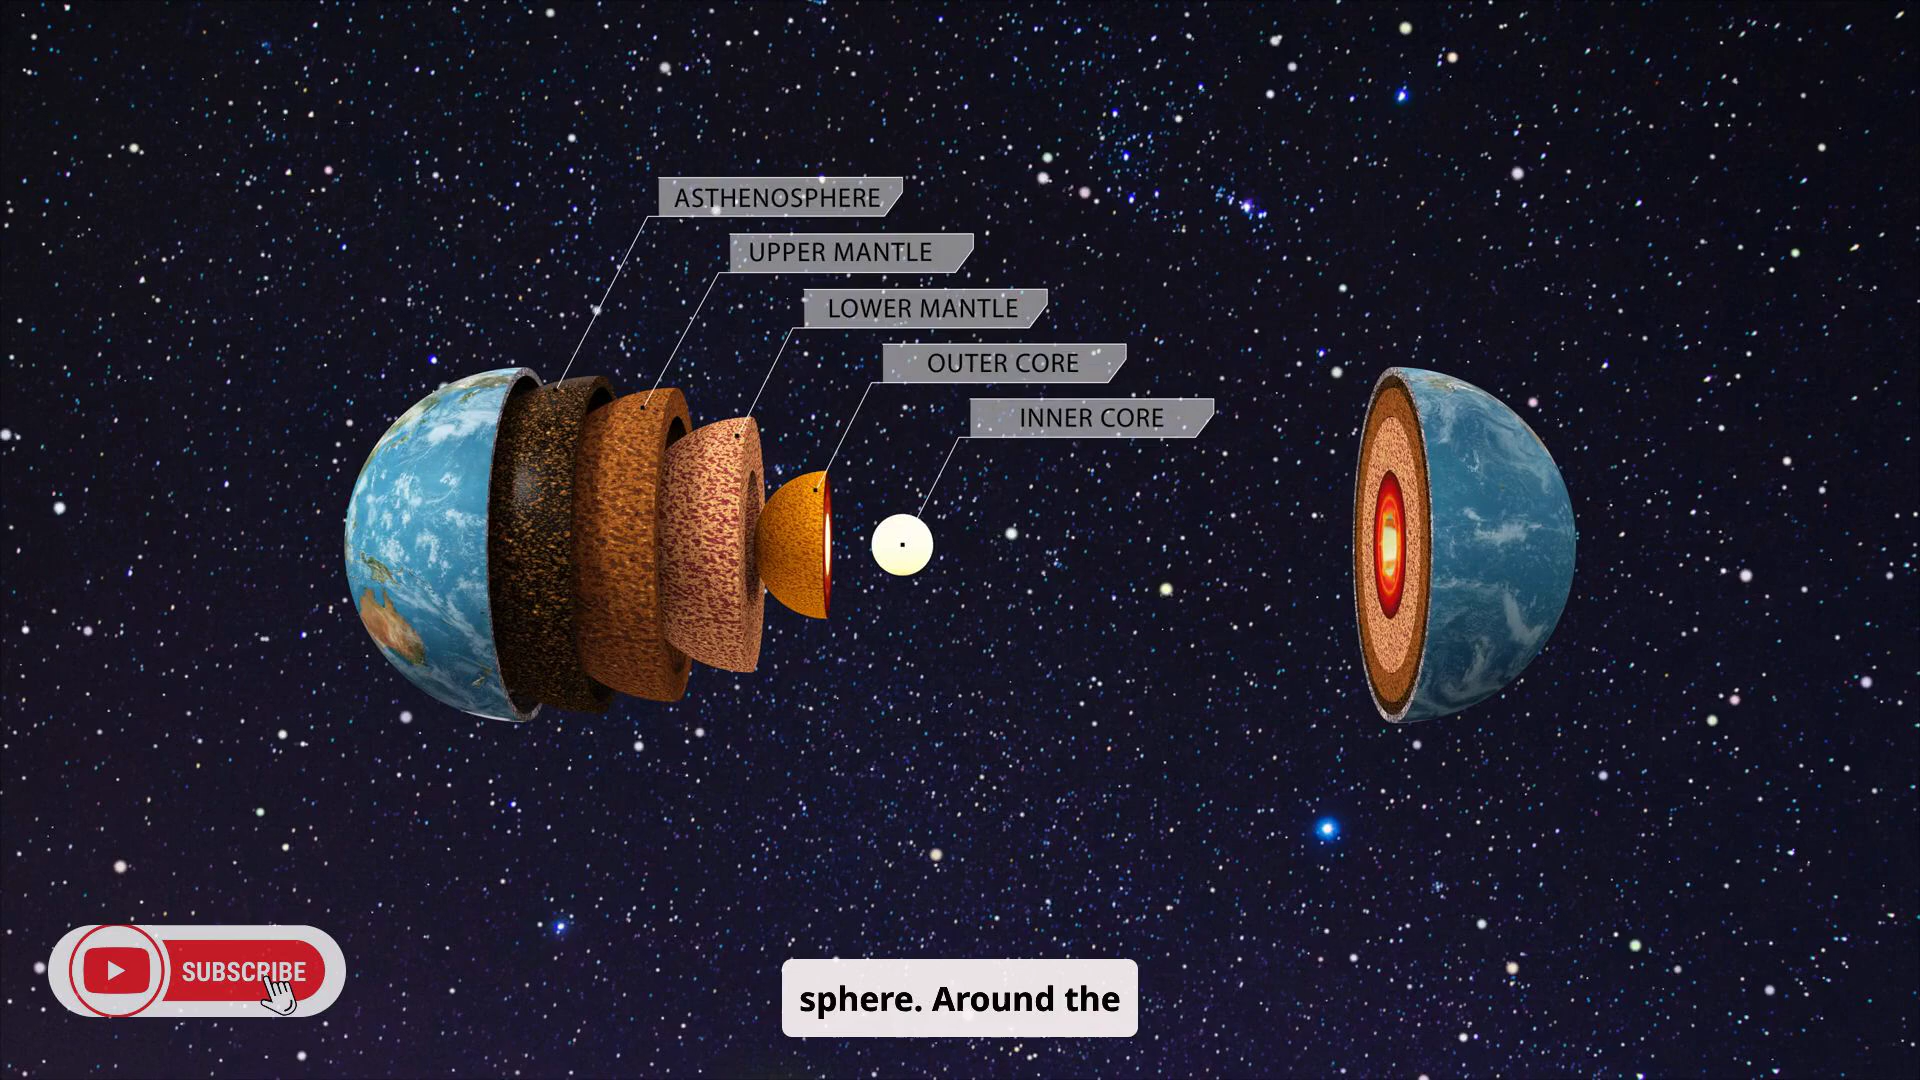 ASTHENOSPHERE
UPPER MANTLE
LOWER MANTLE
OUTER CORE
INNER CORE
SUBSCRIBE
sphere. Around the